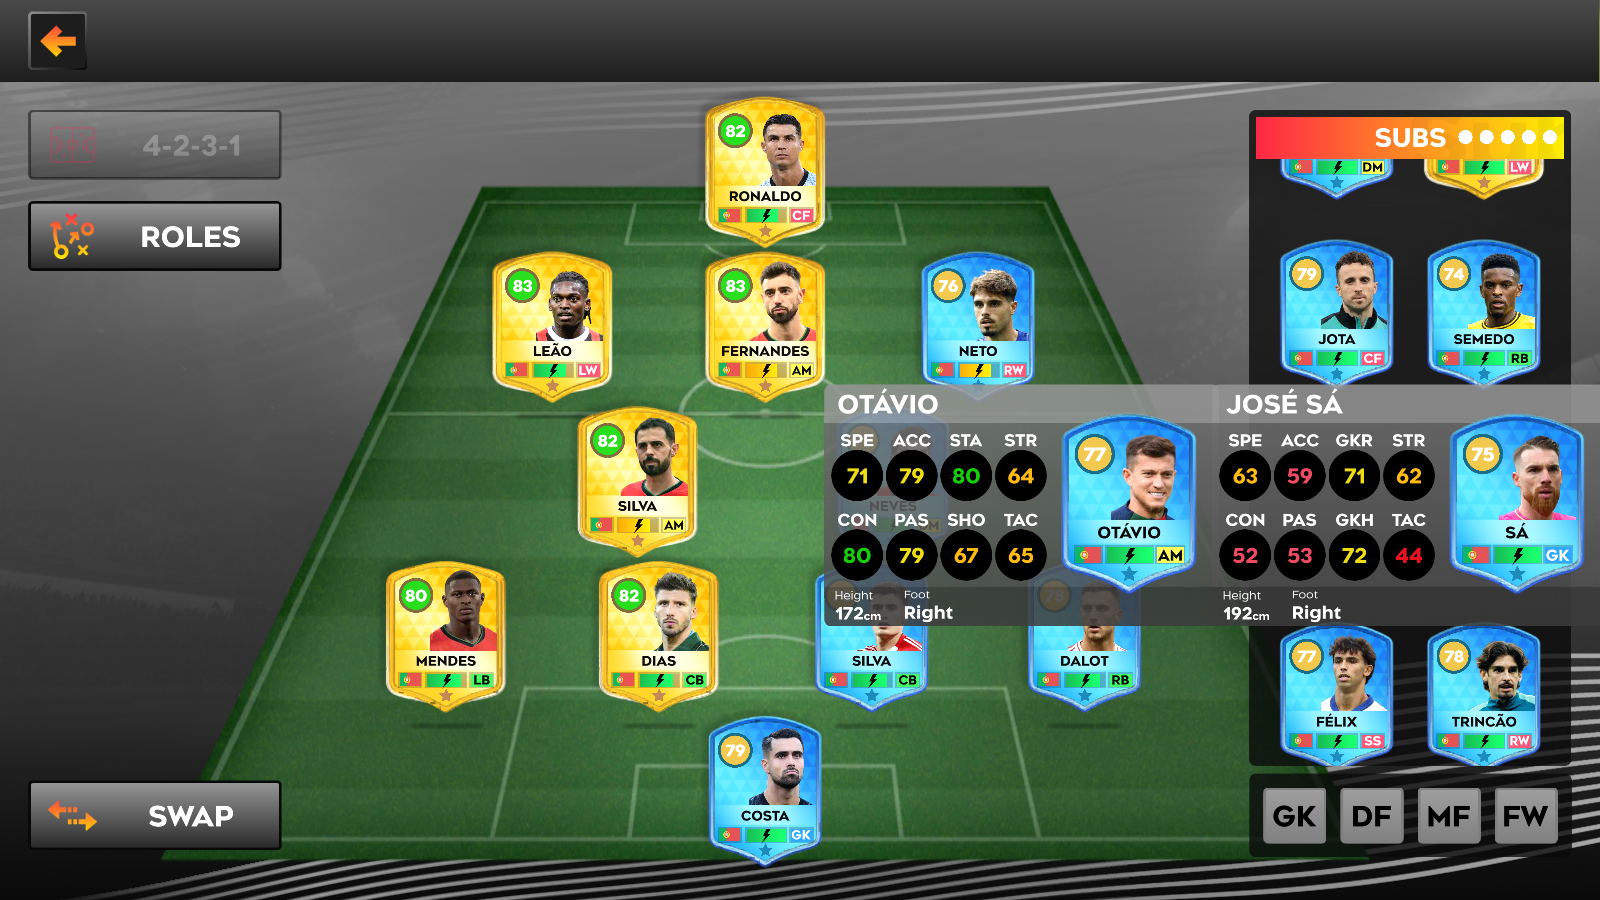 4-2-3-1
ROLES
SWAP
82
RONALDO
CF
83
LEÃO
LW
83
FERNANDES
AM
76
NETO
RW
82
SILVA
AM
NEVES
80
MENDES
LB
82
DIAS
CB
SILVA
CB
78
DALOT
RB
79
COSTA
GK
SUBS
DM
LW
79
JOTA
CF
74
SEMEDO
RB
OTÁVIO
SPE ACC STA STR
71 79 80 64
CON PAS SHO TAC
80 79 67 65
Height Foot
172cm Right
77
OTÁVIO
AM
JOSÉ SÁ
SPE ACC GKR STR
63 59 71 62
CON PAS GKH TAC
52 53 72 44
Height Foot
192cm Right
75
SÁ
GK
77
FÉLIX
SS
78
TRINCÃO
RW
GK DF MF FW